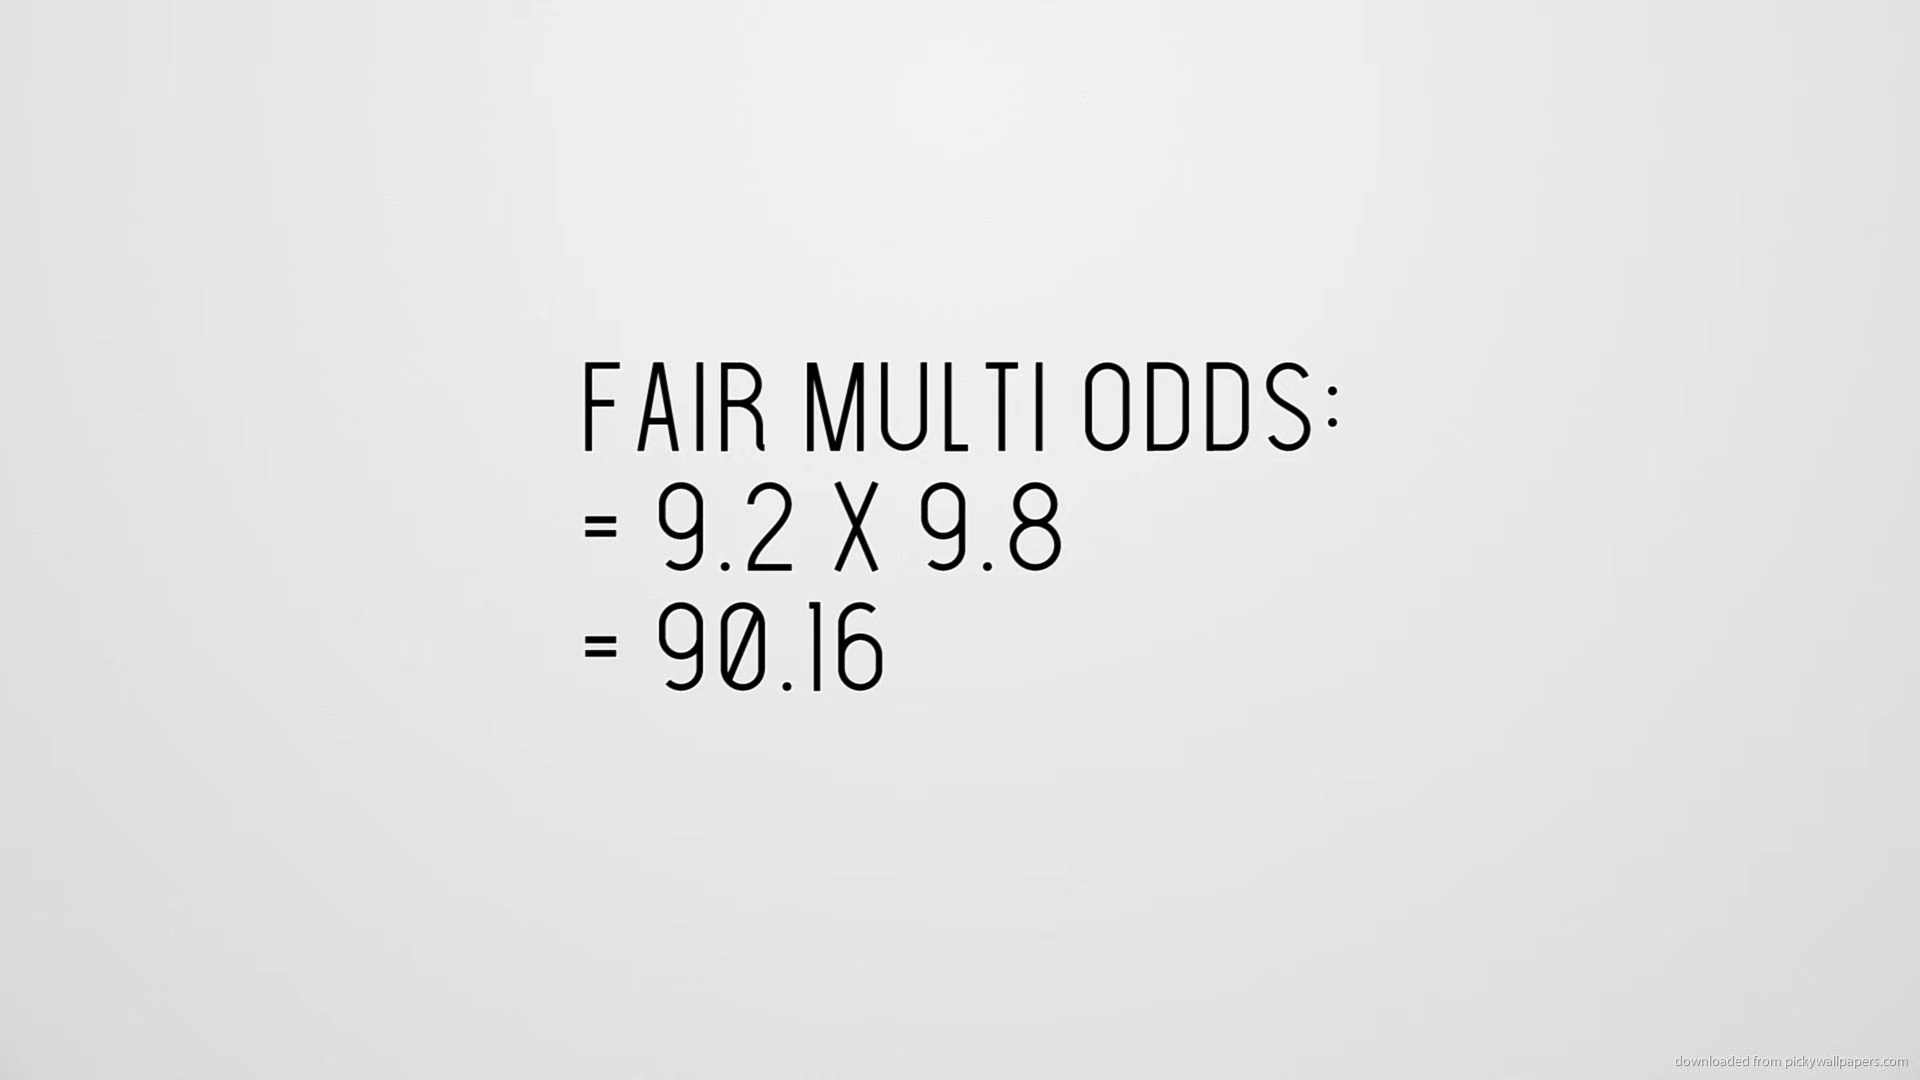 FAIR MULTI ODDS:
= 9.2 X 9.8
= 90.16
downloaded from pickywallpapers.com